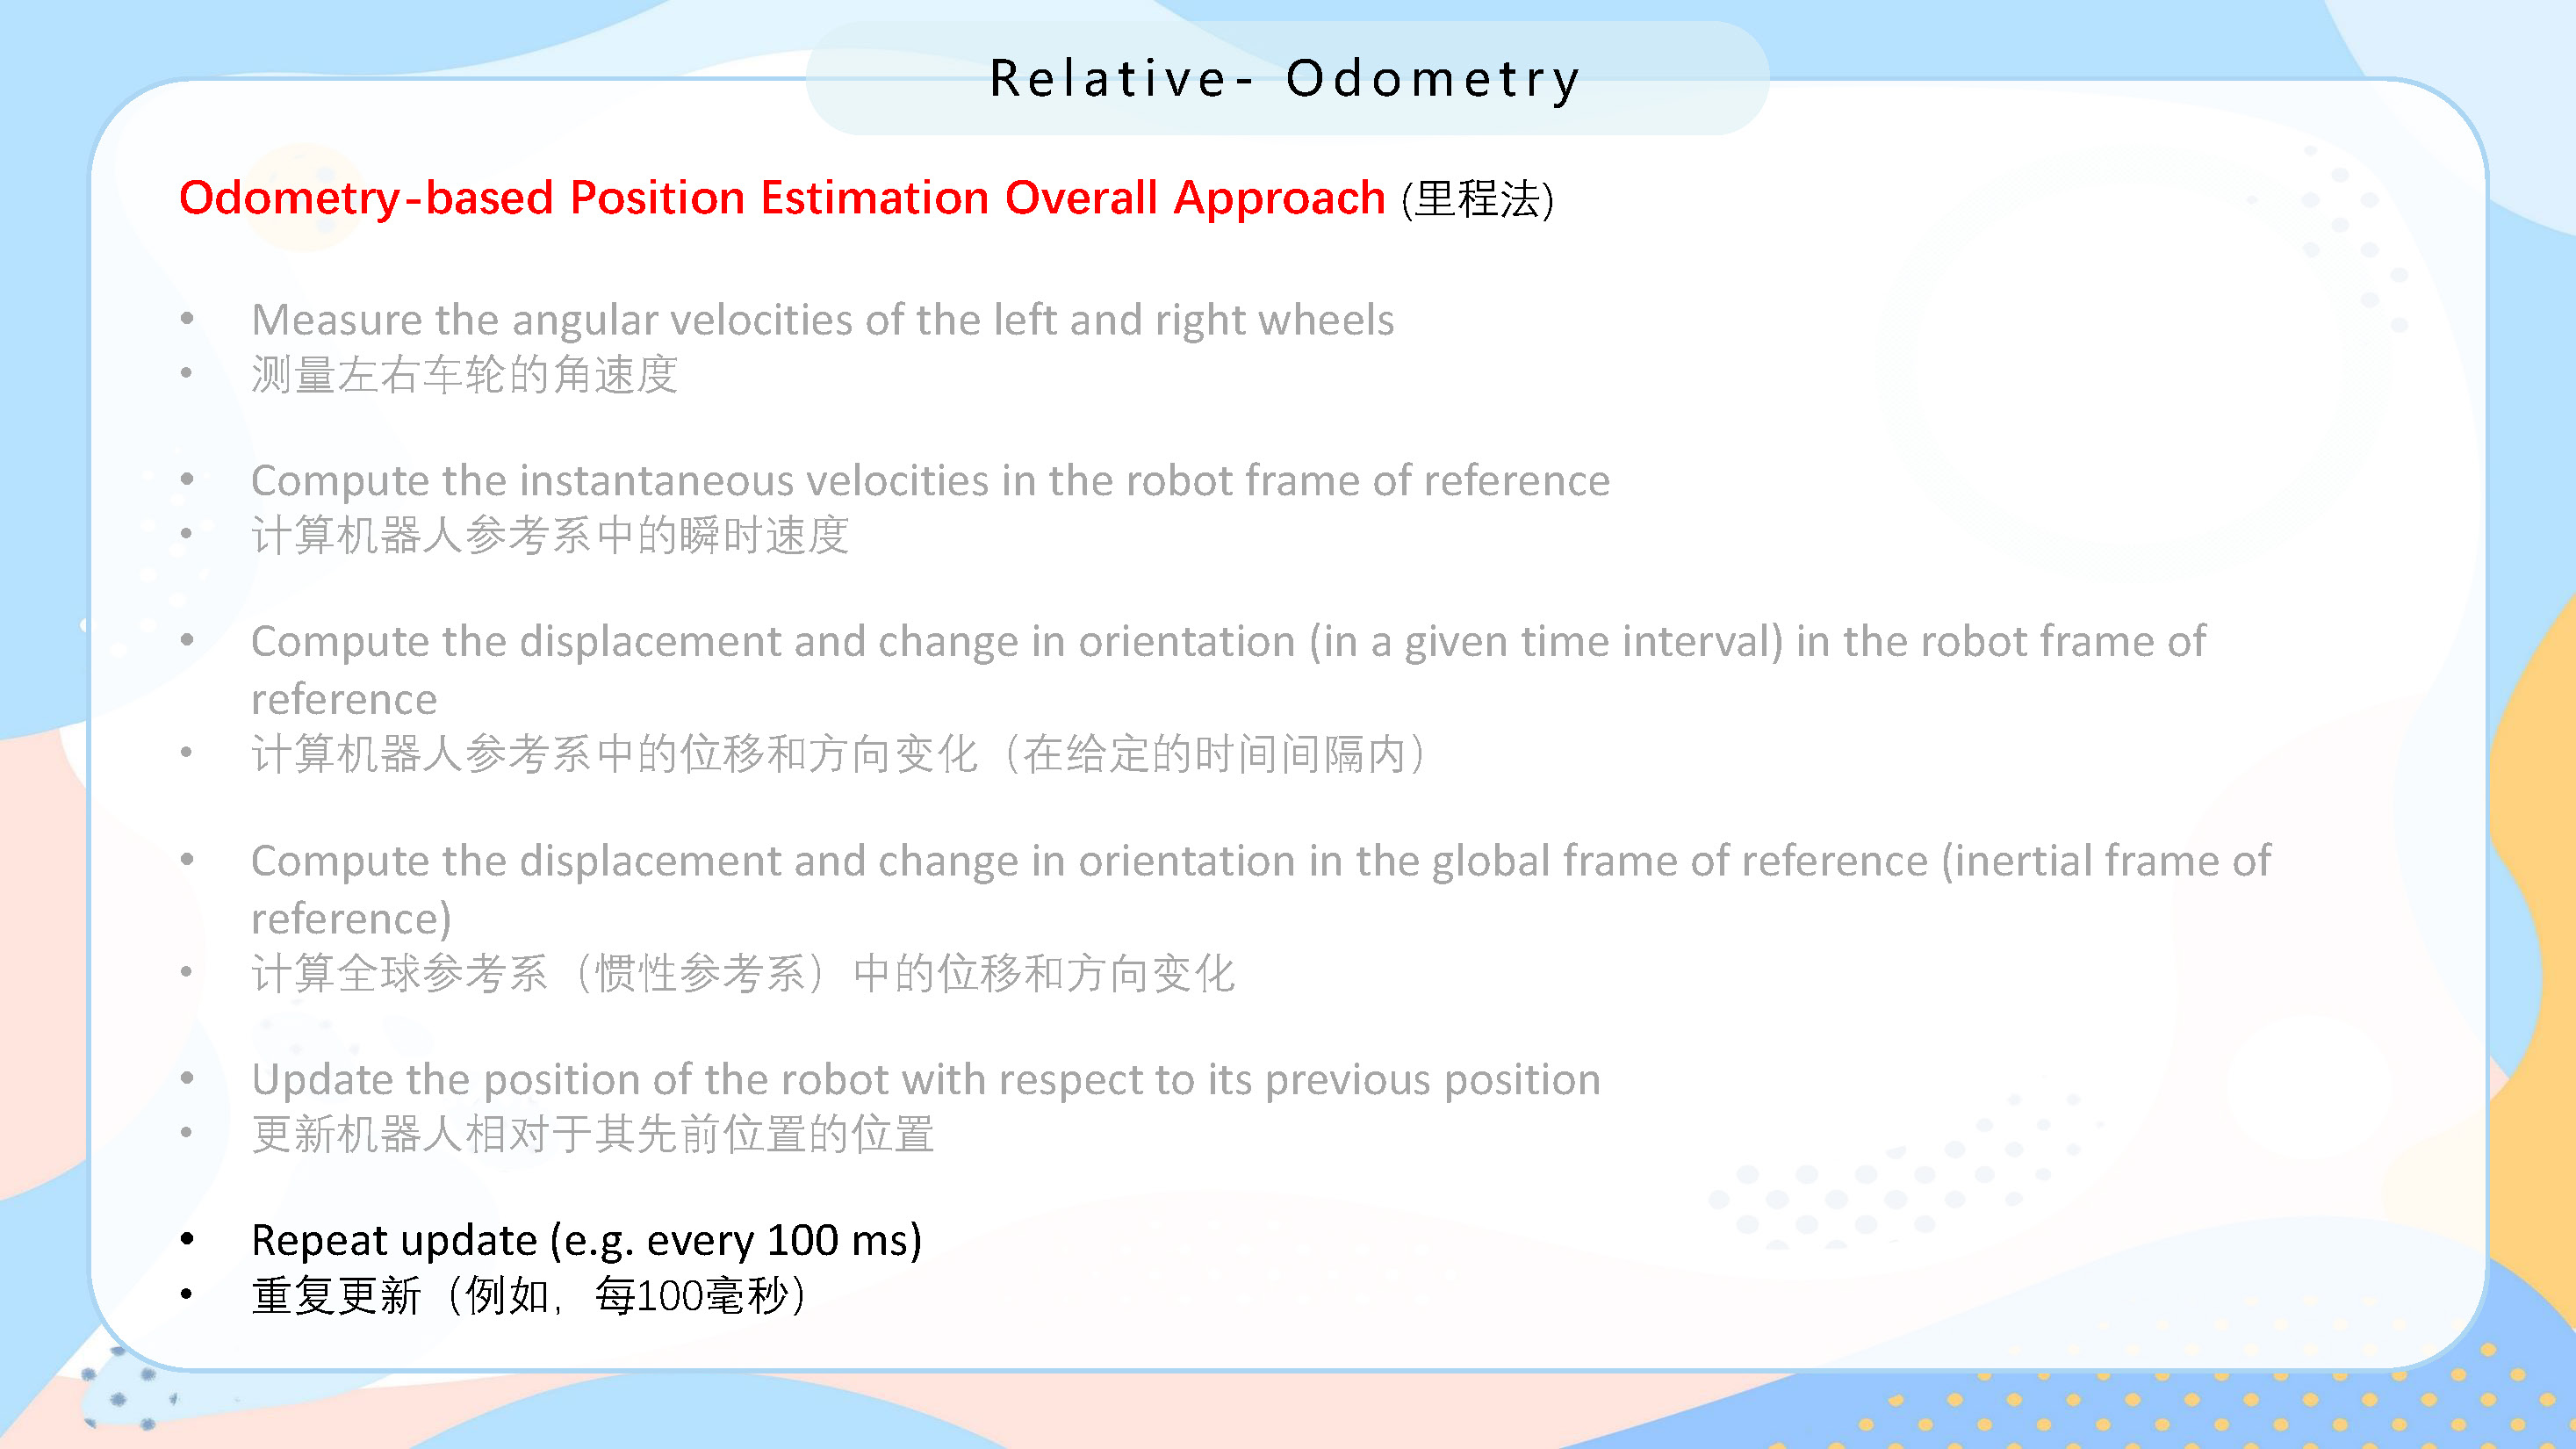 Relative- Odometry
Odometry-based Position Estimation Overall Approach (里程法)
• Measure the angular velocities of the left and right wheels
• 测量左右车轮的角速度
• Compute the instantaneous velocities in the robot frame of reference
• 计算机器人参考系中的瞬时速度
• Compute the displacement and change in orientation (in a given time interval) in the robot frame of
reference
• 计算机器人参考系中的位移和方向变化（在给定的时间间隔内）
• Compute the displacement and change in orientation in the global frame of reference (inertial frame of
reference)
• 计算全球参考系（惯性参考系）中的位移和方向变化
• Update the position of the robot with respect to its previous position
• 更新机器人相对于其先前位置的位置
• Repeat update (e.g. every 100 ms)
• 重复更新（例如，每100毫秒）